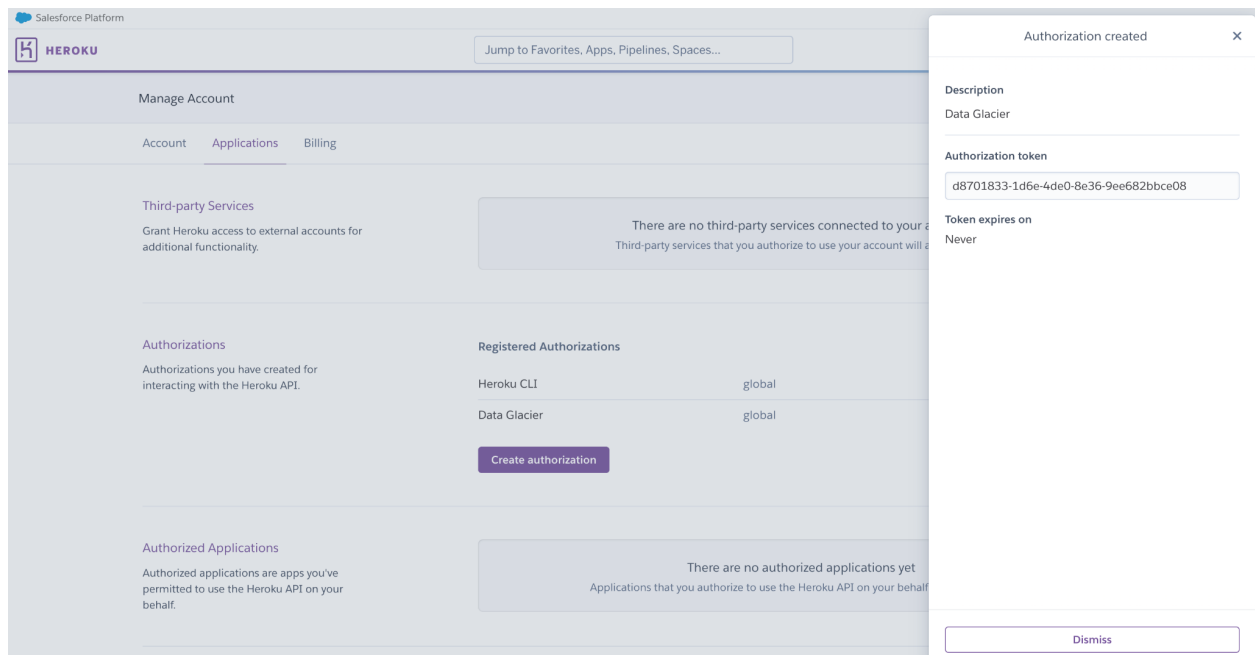 Salesforce Platform
HEROKU
Jump to Favorites, Apps, Pipelines, Spaces...
Manage Account
Account Applications Billing
Third-party Services
Grant Heroku access to external accounts for
additional functionality.
There are no third-party services connected to your a
Third-party services that you authorize to use your account will a
Authorizations
Authorizations you have created for
interacting with the Heroku API.
Registered Authorizations
Heroku CLI global
Data Glacier global
Create authorization
Authorized Applications
Authorized applications are apps you've
permitted to use the Heroku API on your
behalf.
There are no authorized applications yet
Applications that you authorize to use the Heroku API on your behalf
Authorization created
Description
Data Glacier
Authorization token
d8701833-1d6e-4de0-8e36-9ee682bbce08
Token expires on
Never
Dismiss